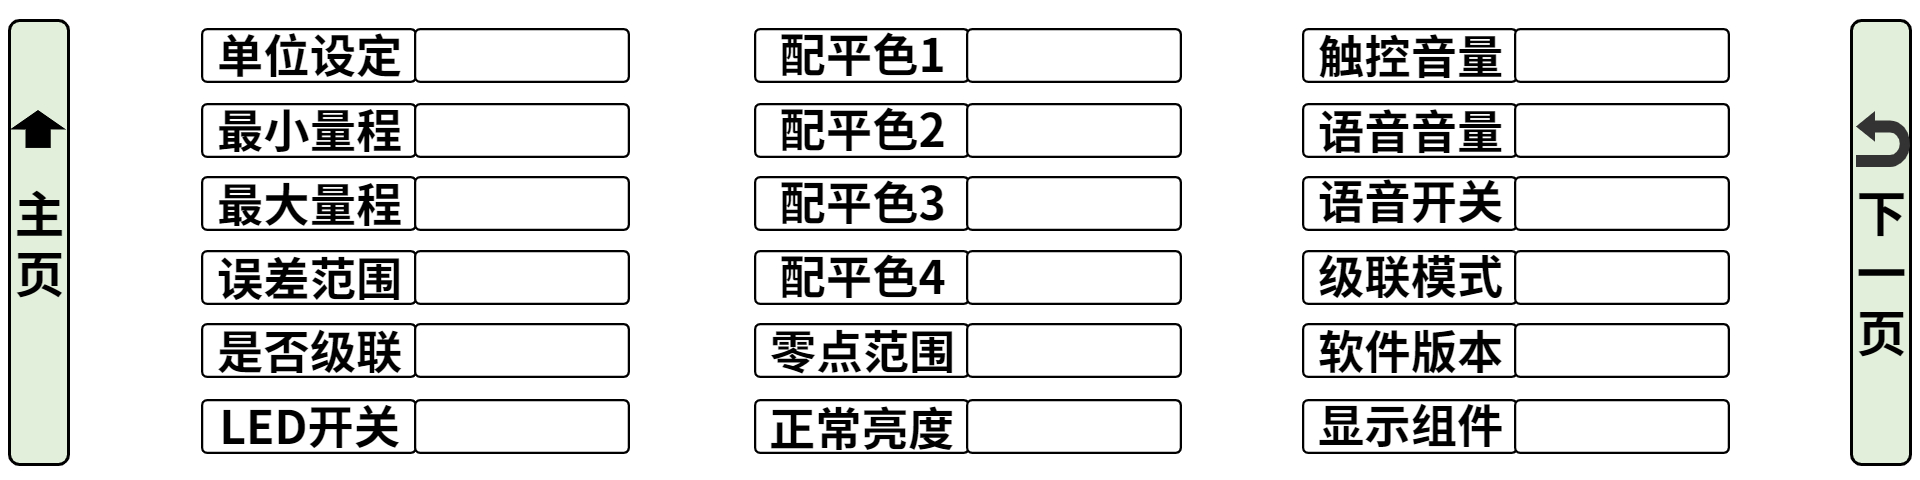 主页
单位设定
最小量程
最大量程
误差范围
是否级联
LED开关
配平色1
配平色2
配平色3
配平色4
零点范围
正常亮度
触控音量
语音音量
语音开关
级联模式
软件版本
显示组件
下一页